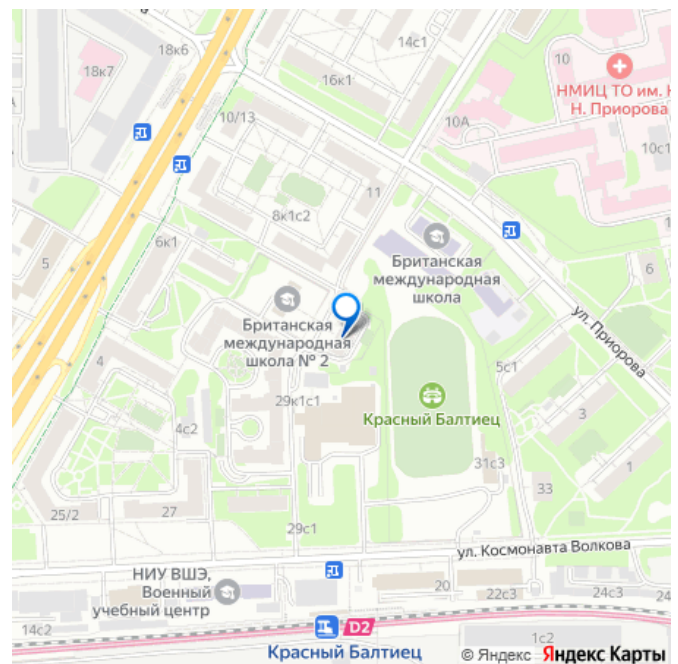 18к6
14с1
18к7
16к1
10
НМИЦ ТО им.
Н. Приорова
10/13
10А
10с1
11
8к1с2
6к1
5
Британская
международная
школа
6
Британская
международная
школа № 2
ул. Приорова
4
5с1
29к1с1
Красный Балтиец
3
4с2
31с3
1
25/2
27
33
29с1
ул. Космонавта Волкова
НИУ ВШЭ,
Военный
учебный центр
20
22с3
24с3
24
14с2
D2
1с2
Красный Балтиец
© Яндекс Яндекс Карты